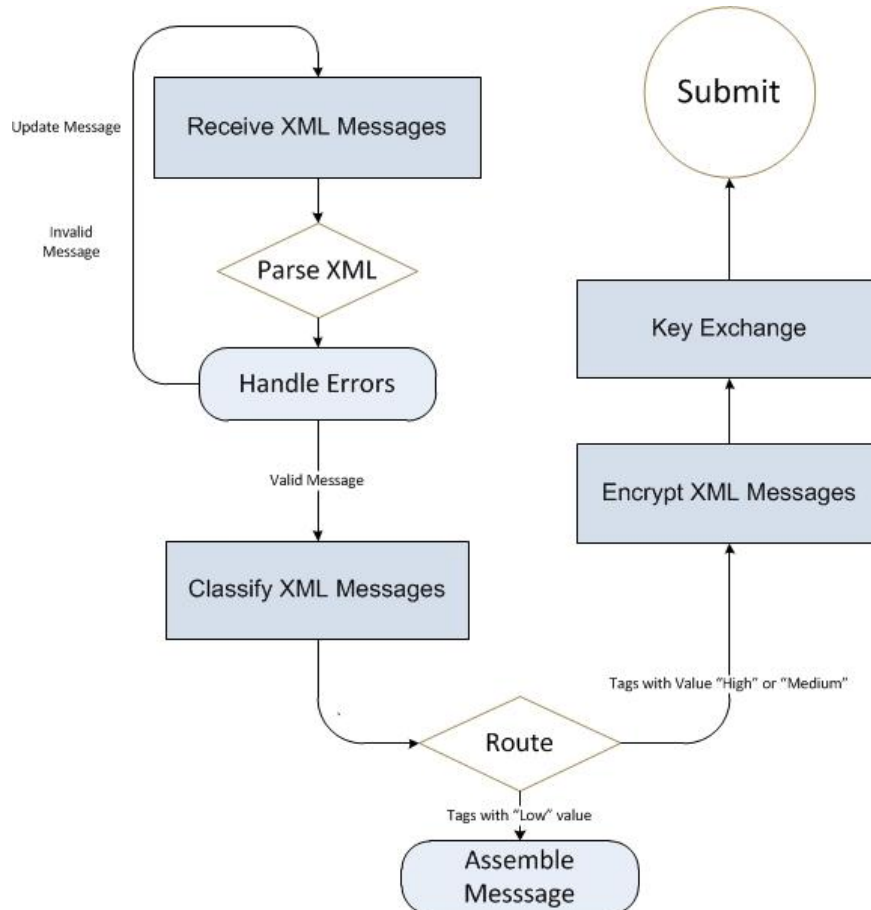 Receive XML Messages
Update Message
Invalid
Message
Parse XML
Handle Errors
Valid Message
Classify XML Messages
Route
Tags with "Low" value
Assemble
Messsage
Tags with Value “High” or “Medium”
Encrypt XML Messages
Key Exchange
Submit